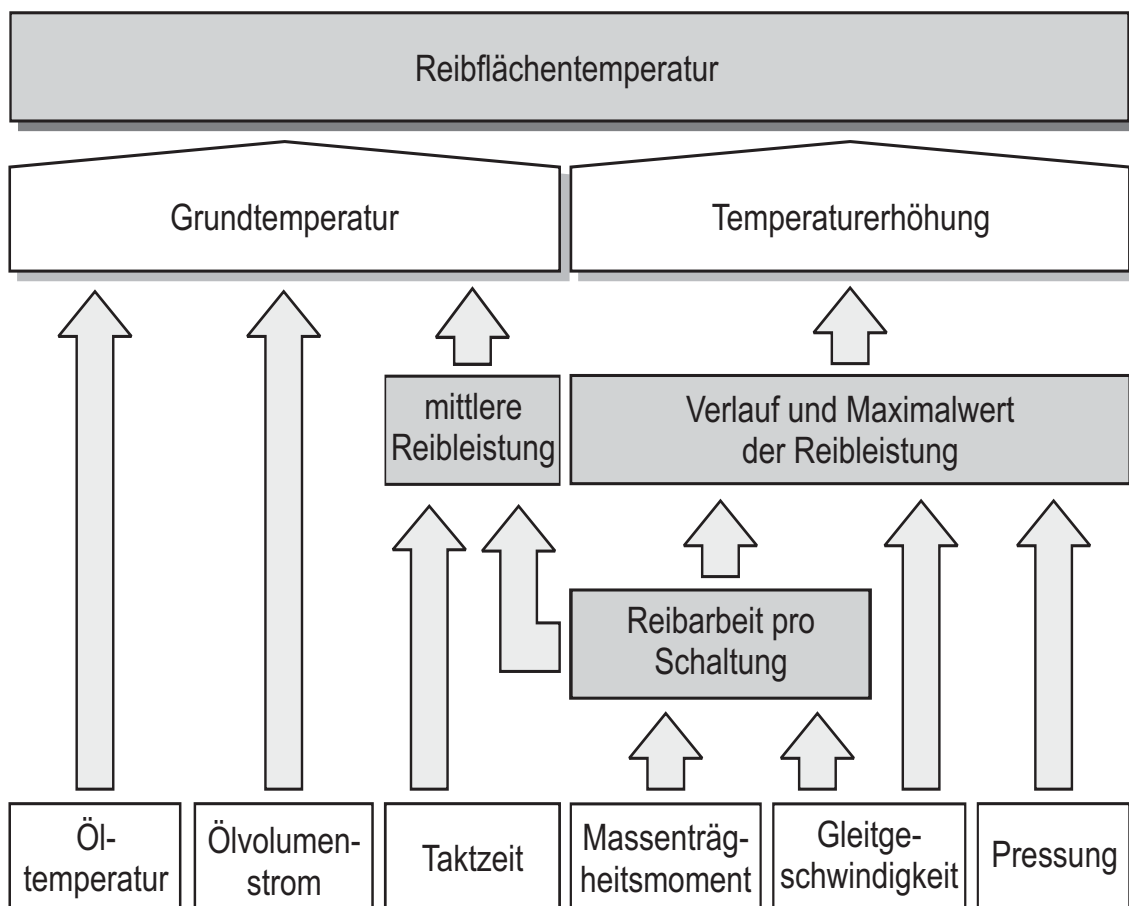 Reibflächentemperatur
Grundtemperatur
Temperaturerhöhung
mittlere
Reibleistung
Verlauf und Maximalwert
der Reibleistung
Reibarbeit pro
Schaltung
Öl-
temperatur
Ölvolumen-
strom
Taktzeit
Massenträg-
heitsmoment
Gleitge-
schwindigkeit
Pressung